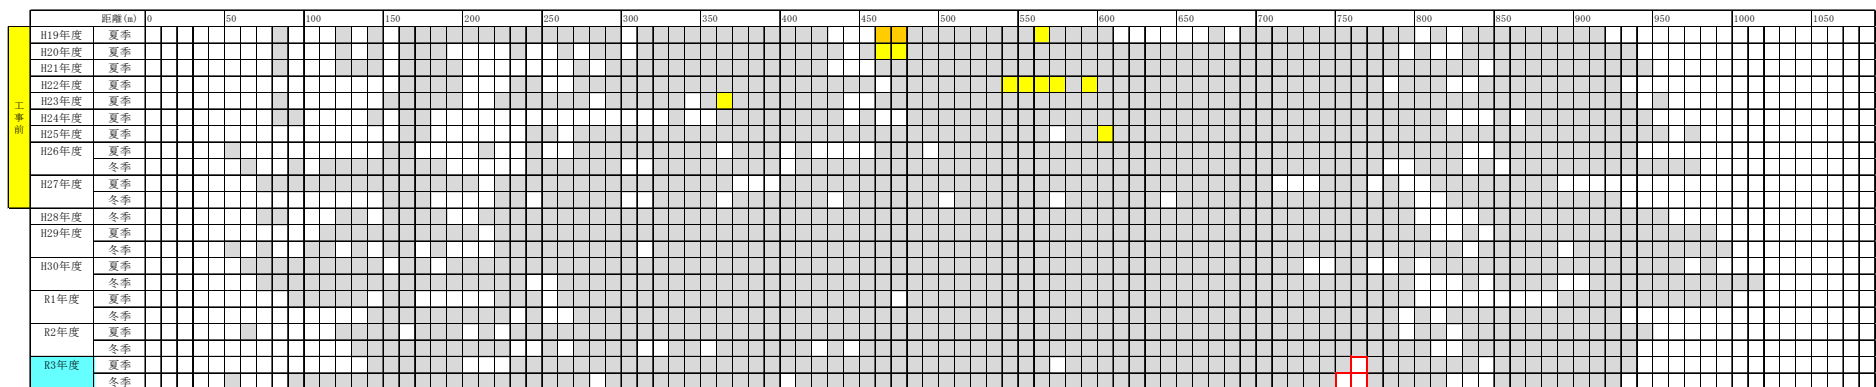 距離(m) 0 50 100 150 200 250 300 350 400 450 500 550 600 650 700 750 800 850 900 950 1000 1050
工事前
H19年度 夏季
H20年度 夏季
H21年度 夏季
H22年度 夏季
H23年度 夏季
H24年度 夏季
H25年度 夏季
H26年度 夏季
冬季
H27年度 夏季
冬季
H28年度 冬季
H29年度 夏季
冬季
H30年度 夏季
冬季
R1年度 夏季
冬季
R2年度 夏季
冬季
R3年度 夏季
冬季